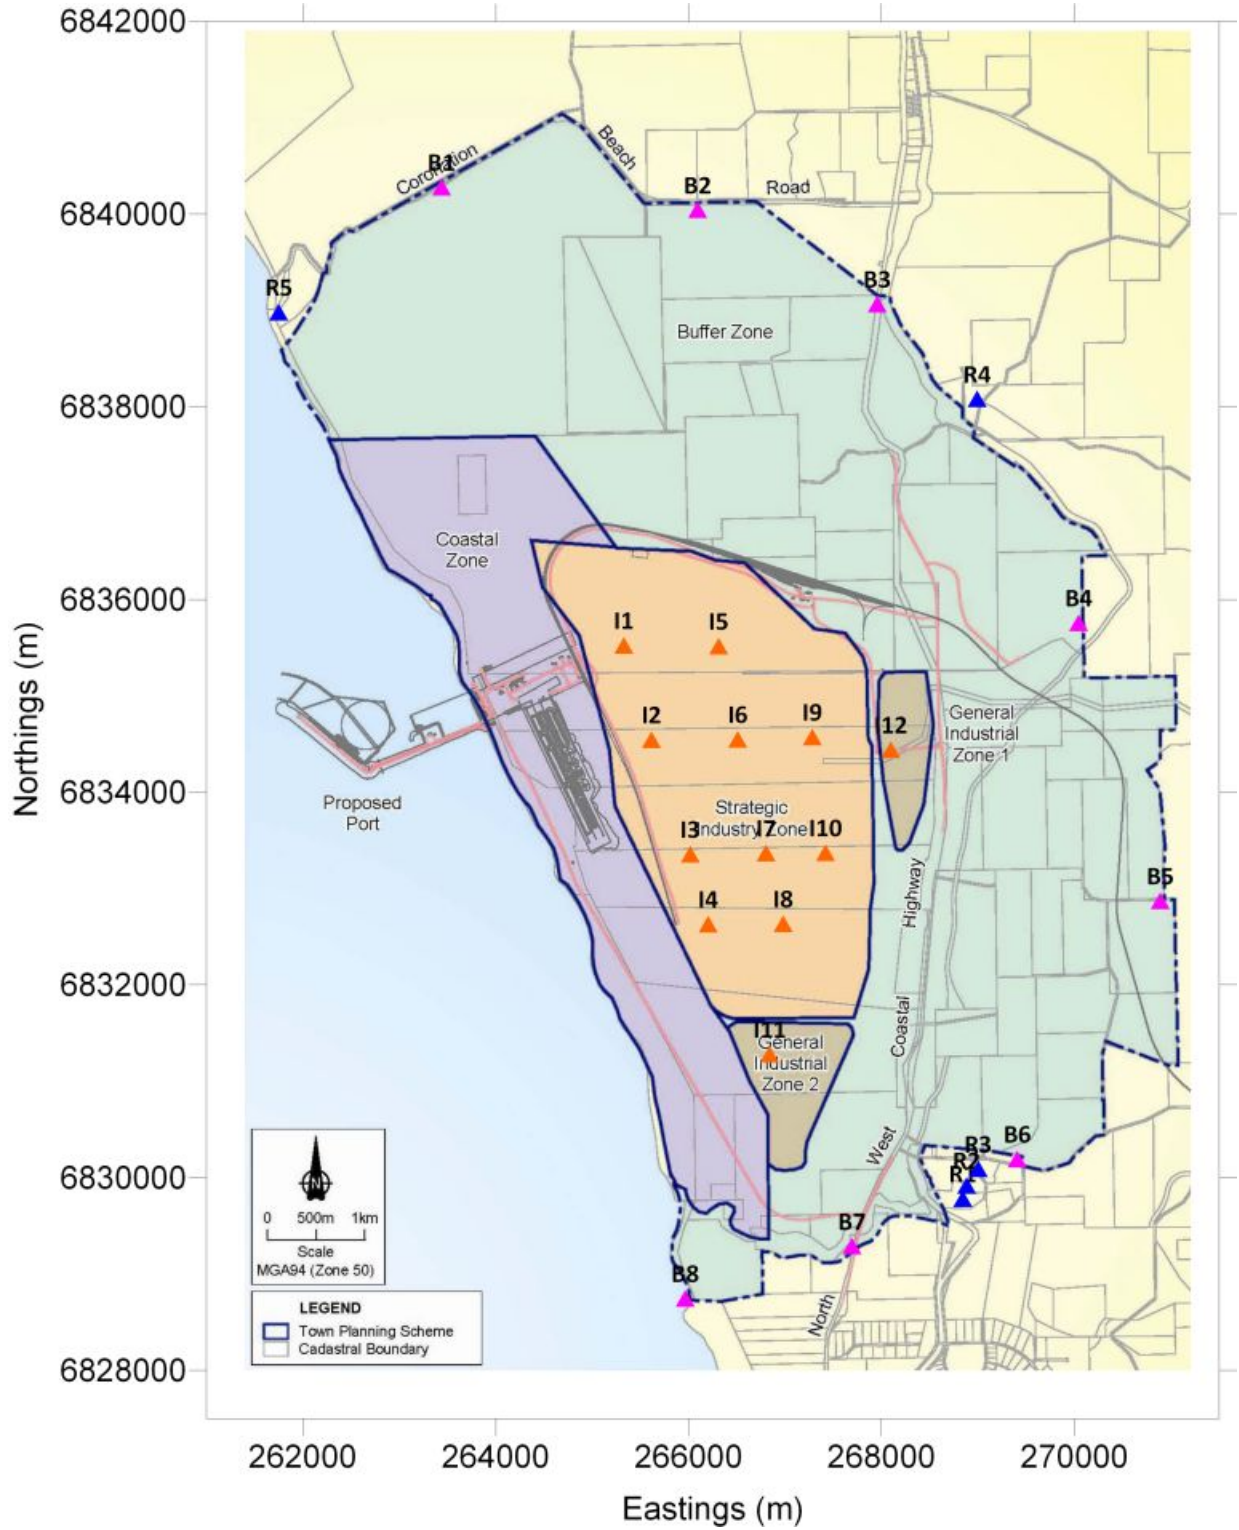 6842000
6840000
6838000
6836000
6834000
6832000
6830000
6828000
Northings (m)
262000
264000
266000
268000
270000
Eastings (m)
B1
Coronation
Beach
B2
Road
R5
B3
Buffer Zone
R4
Coastal
Zone
I1
I5
B4
I2
I6
I9
I12
General
Industrial
Zone 1
Proposed
Port
Strategic
Industry Zone
I3
I7
I10
I4
I8
B5
Highway
Coastal
West
North
I11
General
Industrial
Zone 2
R3
B6
R2
R1
B7
B8
N
0 500m 1km
Scale
MGA94 (Zone 50)
LEGEND
Town Planning Scheme
Cadastral Boundary